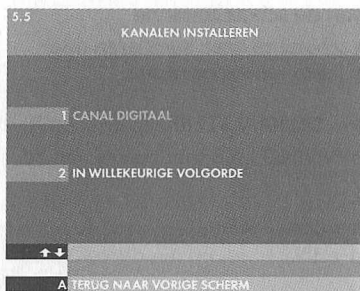 5.5
KANALEN INSTALLEREN
1 CANAL DIGITAAL
2 IN WILLEKEURIGE VOLGORDE
A TERUG NAAR VORIGE SCHERM